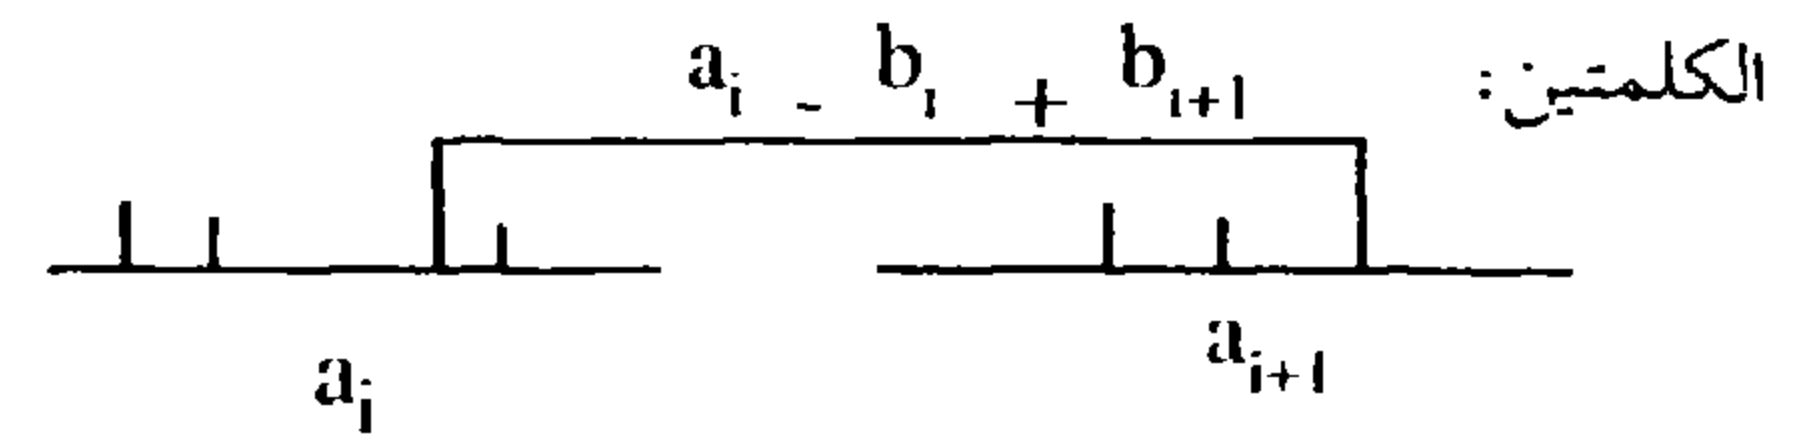 الكلمتين:
a_i - b_i + b_{i+1}
a_i
a_{i+1}